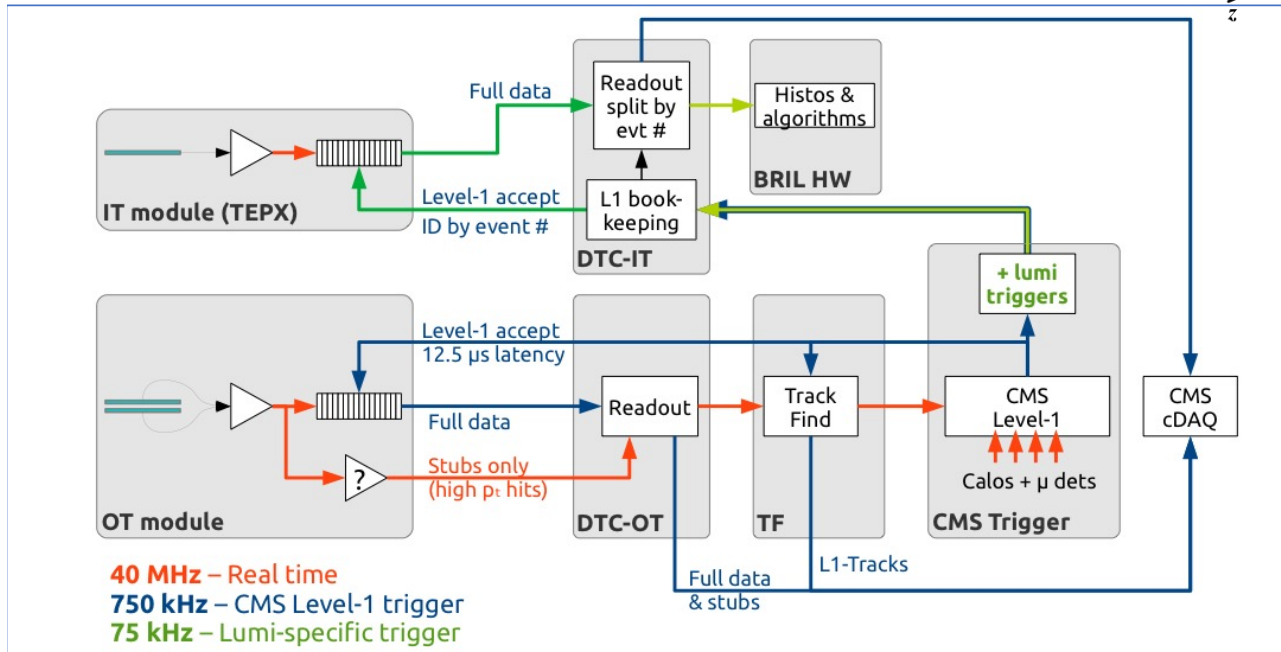 z
Full data
Readout
split by
evt #
Histos &
algorithms
BRIL HW
IT module (TEPX)
Level-1 accept
ID by event #
L1 book-
keeping
DTC-IT
+ lumi
triggers
Level-1 accept
12.5 μs latency
Full data
Readout
Track
Find
CMS
Level-1
CMS
cDAQ
?
Stubs only
(high pt hits)
Calos + μ dets
OT module
DTC-OT
TF
CMS Trigger
L1-Tracks
Full data
& stubs
40 MHz – Real time
750 kHz – CMS Level-1 trigger
75 kHz – Lumi-specific trigger